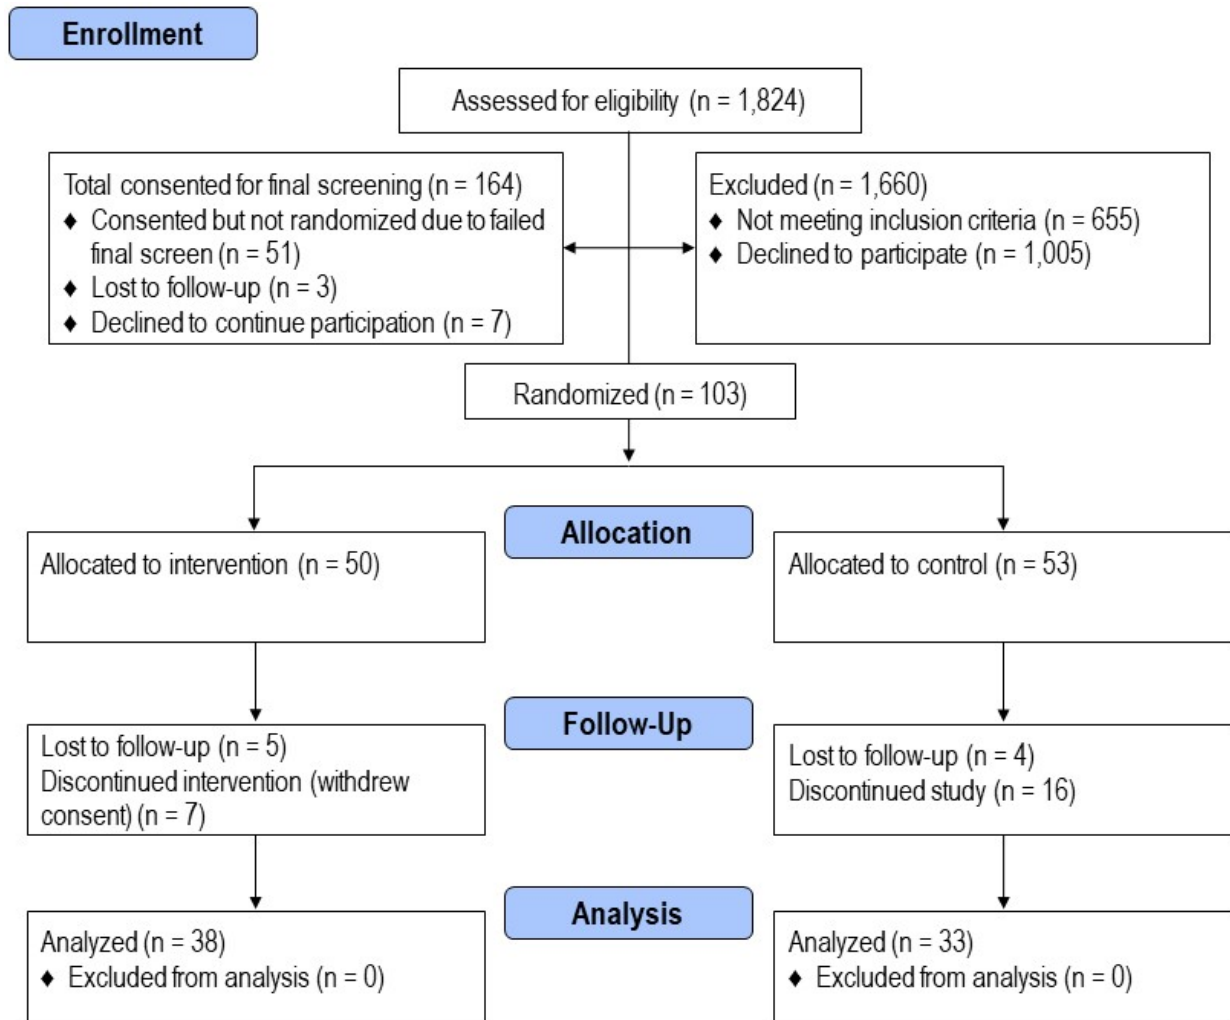 Enrollment
Assessed for eligibility (n = 1,824)
Total consented for final screening (n = 164)
♦ Consented but not randomized due to failed
final screen (n = 51)
♦ Lost to follow-up (n = 3)
♦ Declined to continue participation (n = 7)
Excluded (n = 1,660)
♦ Not meeting inclusion criteria (n = 655)
♦ Declined to participate (n = 1,005)
Randomized (n = 103)
Allocation
Allocated to intervention (n = 50)
Allocated to control (n = 53)
Follow-Up
Lost to follow-up (n = 5)
Discontinued intervention (withdrew
consent) (n = 7)
Lost to follow-up (n = 4)
Discontinued study (n = 16)
Analysis
Analyzed (n = 38)
♦ Excluded from analysis (n = 0)
Analyzed (n = 33)
♦ Excluded from analysis (n = 0)